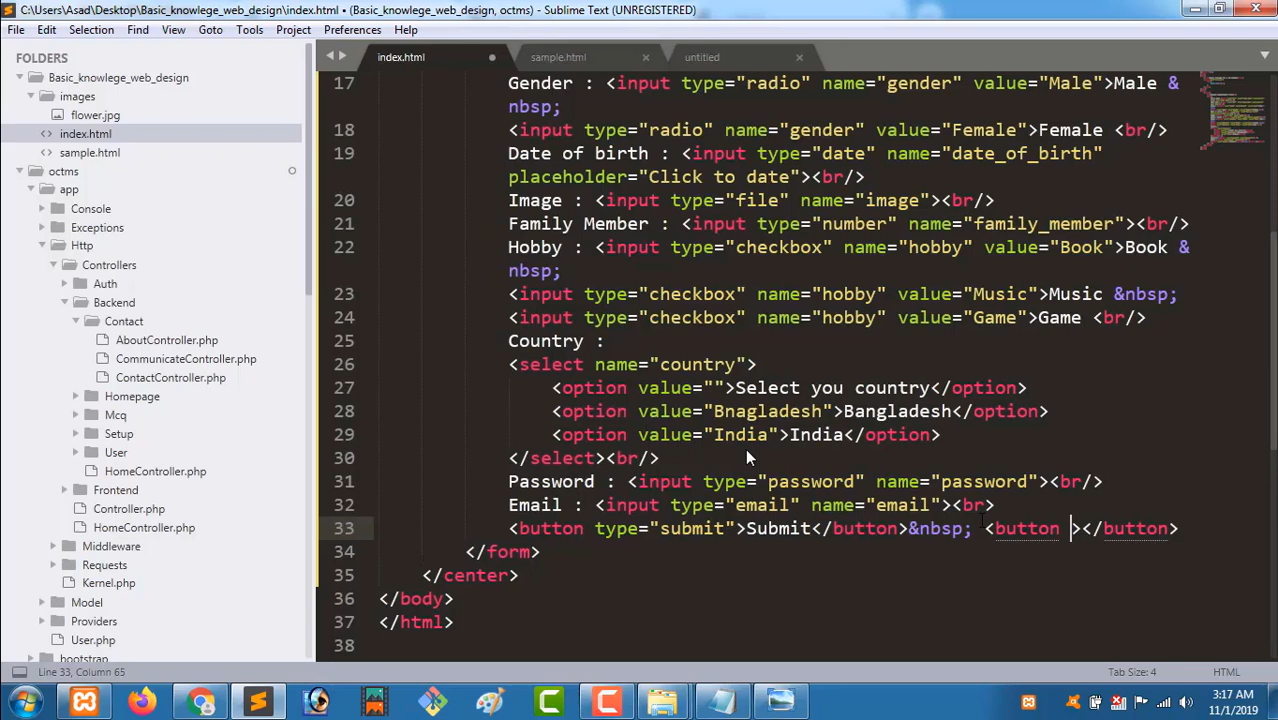 C:\Users\Asad\Desktop\Basic_knowlege_web_design\index.html • (Basic_knowlege_web_design, octms) - Sublime Text (UNREGISTERED)
File Edit Selection Find View Goto Tools Project Preferences Help
FOLDERS
Basic_knowlege_web_design
images
flower.jpg
index.html
sample.html
octms
app
Console
Exceptions
Http
Controllers
Auth
Backend
Contact
AboutController.php
CommunicateController.php
ContactController.php
Homepage
Mcq
Setup
User
HomeController.php
Frontend
Controller.php
HomeController.php
Middleware
Requests
Kernel.php
Model
Providers
User.php
bootstrap
index.html sample.html untitled
17 Gender : <input type="radio" name="gender" value="Male">Male &
nbsp;
18 <input type="radio" name="gender" value="Female">Female <br/>
19 Date of birth : <input type="date" name="date_of_birth"
placeholder="Click to date"><br/>
20 Image : <input type="file" name="image"><br/>
21 Family Member : <input type="number" name="family_member"><br/>
22 Hobby : <input type="checkbox" name="hobby" value="Book">Book &
nbsp;
23 <input type="checkbox" name="hobby" value="Music">Music &nbsp;
24 <input type="checkbox" name="hobby" value="Game">Game <br/>
25 Country :
26 <select name="country">
27 <option value="">Select you country</option>
28 <option value="Bnagladesh">Bangladesh</option>
29 <option value="India">India</option>
30 </select><br/>
31 Password : <input type="password" name="password"><br/>
32 Email : <input type="email" name="email"><br>
33 <button type="submit">Submit</button>&nbsp; <button ></button>
34 </form>
35 </center>
36 </body>
37 </html>
38
Line 33, Column 65 Tab Size: 4 HTML
3:17 AM
11/1/2019